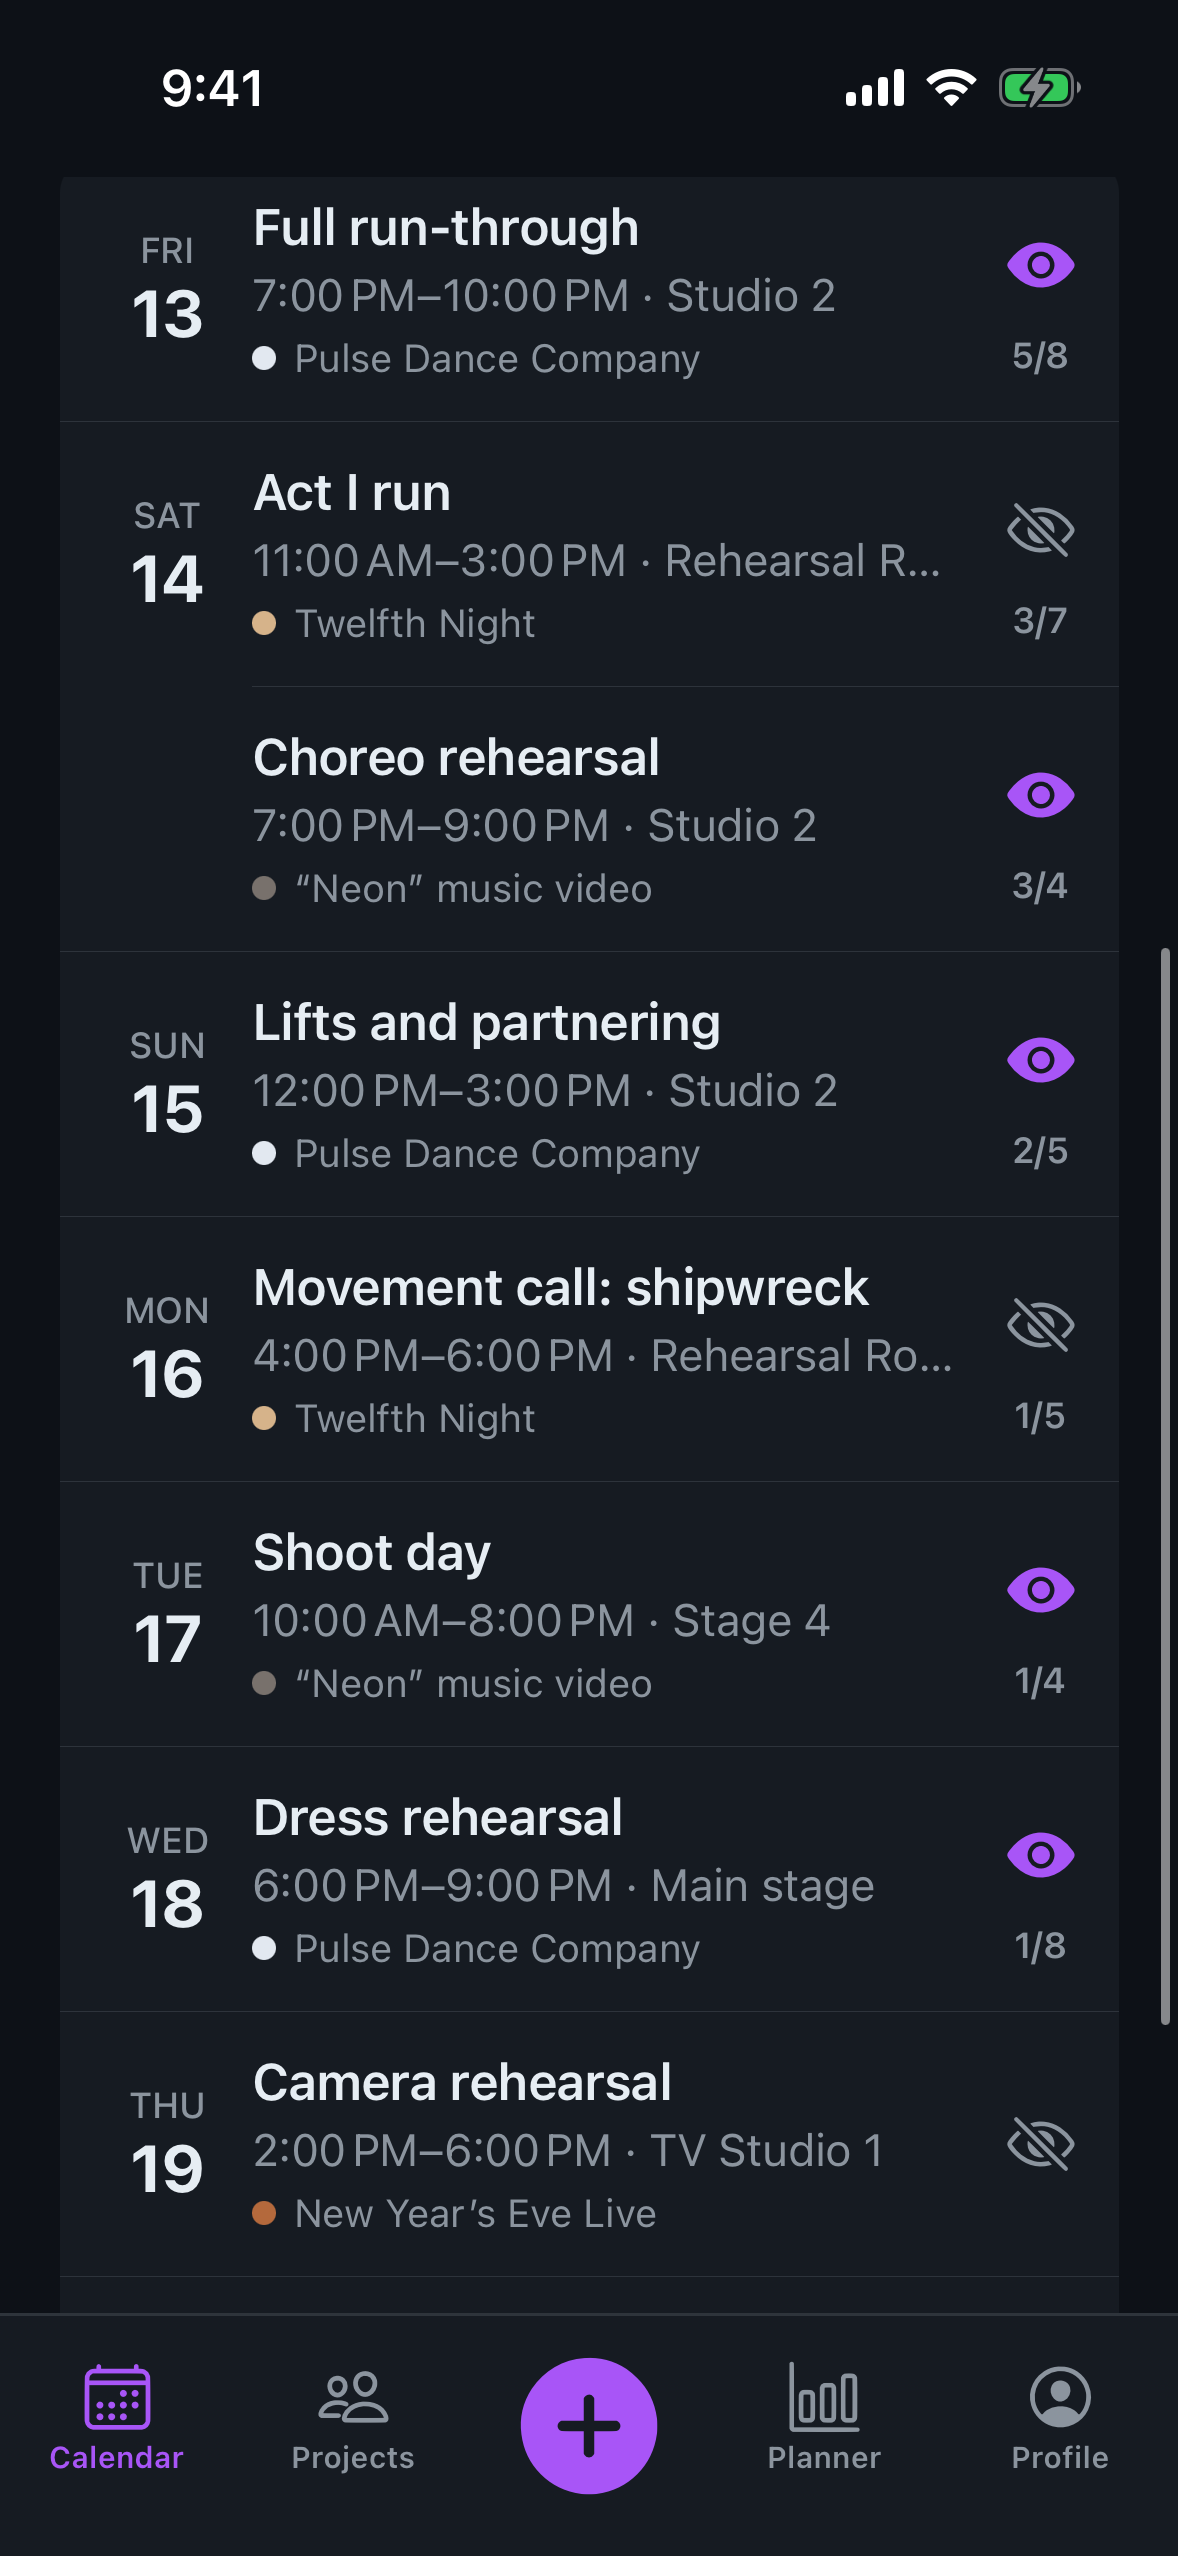 9:41
FRI
13
Full run-through
7:00 PM–10:00 PM · Studio 2
Pulse Dance Company
5/8
SAT
14
Act I run
11:00 AM–3:00 PM · Rehearsal R...
Twelfth Night
3/7
Choreo rehearsal
7:00 PM–9:00 PM · Studio 2
“Neon” music video
3/4
SUN
15
Lifts and partnering
12:00 PM–3:00 PM · Studio 2
Pulse Dance Company
2/5
MON
16
Movement call: shipwreck
4:00 PM–6:00 PM · Rehearsal Ro...
Twelfth Night
1/5
TUE
17
Shoot day
10:00 AM–8:00 PM · Stage 4
“Neon” music video
1/4
WED
18
Dress rehearsal
6:00 PM–9:00 PM · Main stage
Pulse Dance Company
1/8
THU
19
Camera rehearsal
2:00 PM–6:00 PM · TV Studio 1
New Year’s Eve Live
Calendar
Projects
Planner
Profile